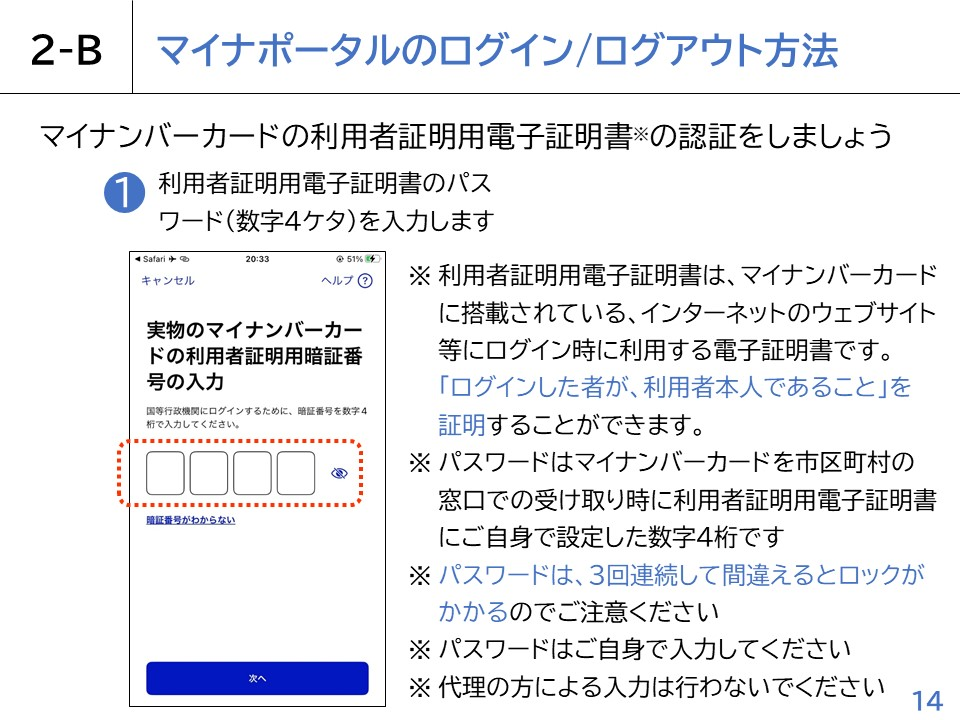 2-B
マイナポータルのログイン/ログアウト方法
マイナンバーカードの利用者証明用電子証明書※の認証をしましょう
1
利用者証明用電子証明書のパス
ワード(数字4ケタ)を入力します
◀ Safari
20:33
51%
キャンセル
ヘルプ ?
実物のマイナンバーカー
ドの利用者証明用暗証番
号の入力
国等行政機関にログインするために、暗証番号を数字4
桁で入力してください。
暗証番号がわからない
次へ
※ 利用者証明用電子証明書は、マイナンバーカード
に搭載されている、インターネットのウェブサイト
等にログイン時に利用する電子証明書です。
「ログインした者が、利用者本人であること」を
証明することができます。
※ パスワードはマイナンバーカードを市区町村の
窓口での受け取り時に利用者証明用電子証明書
にご自身で設定した数字4桁です
※ パスワードは、3回連続して間違えるとロックが
かかるのでご注意ください
※ パスワードはご自身で入力してください
※ 代理の方による入力は行わないでください
14